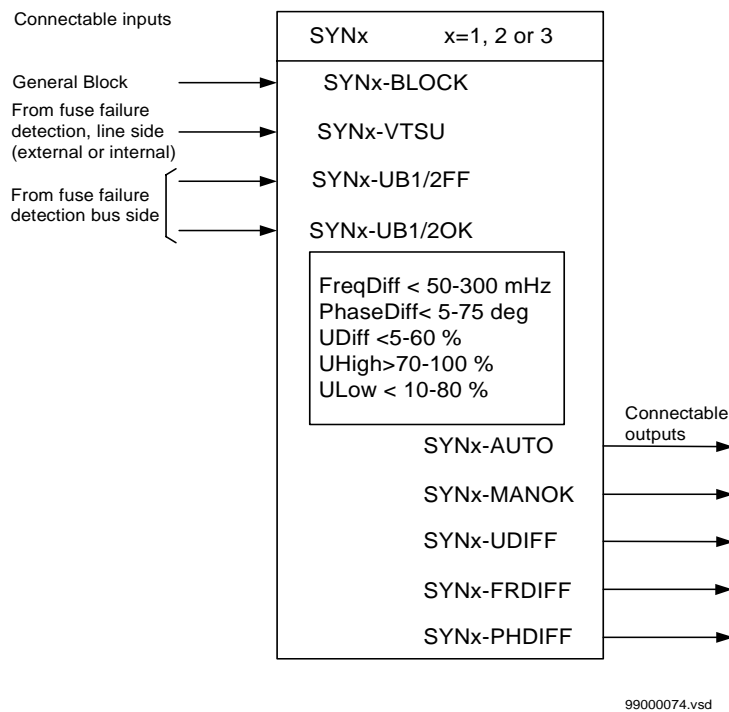 Connectable inputs
SYNx x=1, 2 or 3
General Block
SYNx-BLOCK
From fuse failure
detection, line side
(external or internal)
SYNx-VTSU
From fuse failure
detection bus side
SYNx-UB1/2FF
SYNx-UB1/2OK
FreqDiff < 50-300 mHz
PhaseDiff< 5-75 deg
UDiff <5-60 %
UHigh>70-100 %
ULow < 10-80 %
Connectable
outputs
SYNx-AUTO
SYNx-MANOK
SYNx-UDIFF
SYNx-FRDIFF
SYNx-PHDIFF
99000074.vsd